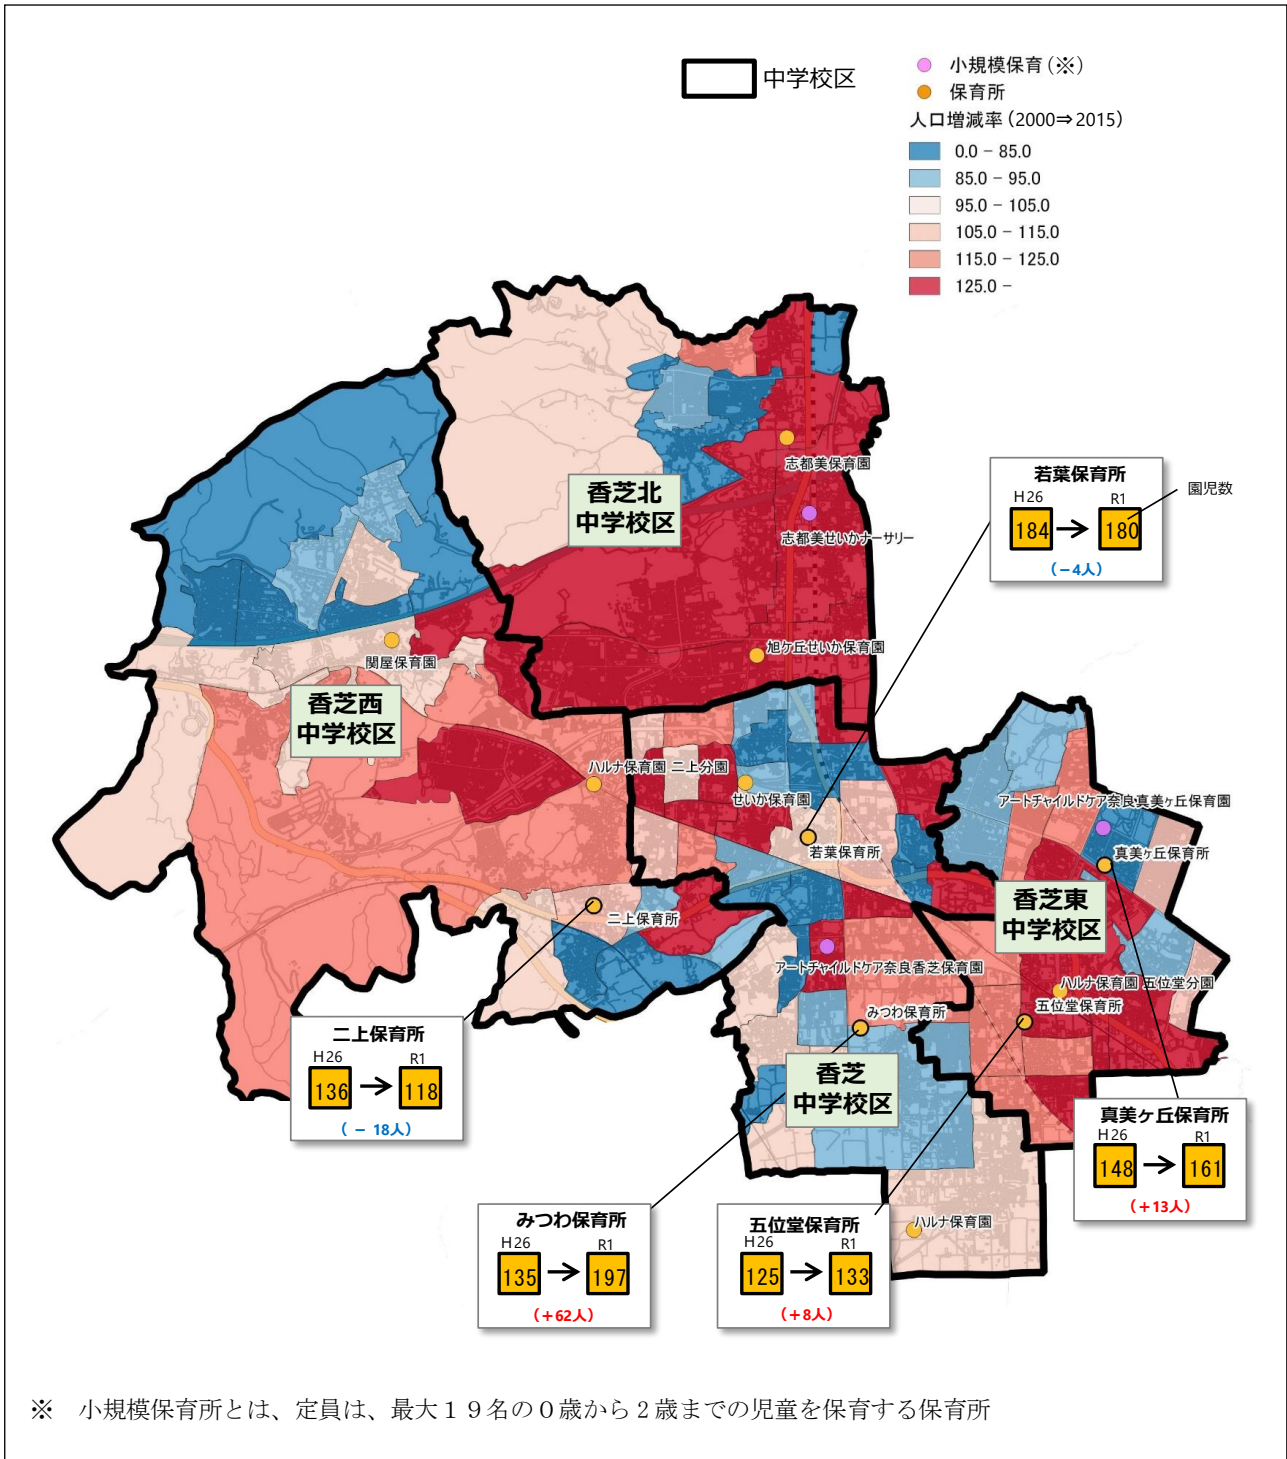 中学校区
小規模保育(※)
保育所
人口増減率(2000⇒2015)
0.0 − 85.0
85.0 − 95.0
95.0 − 105.0
105.0 − 115.0
115.0 − 125.0
125.0 −
志都美保育園
香芝北
中学校区
志都美せいかナーサリー
若葉保育所
H26
R1
園児数
184
180
(−4人)
旭ケ丘せいか保育園
関屋保育園
香芝西
中学校区
ハルナ保育園 二上分園
せいか保育園
アートチャイルドケア奈良真美ヶ丘保育園
若葉保育所
真美ヶ丘保育所
香芝東
中学校区
二上保育所
アートチャイルドケア奈良香芝保育園
ハルナ保育園 五位堂分園
みつわ保育所
五位堂保育所
二上保育所
H26
R1
136
118
( − 18人)
香芝
中学校区
真美ヶ丘保育所
H26
R1
148
161
(+13人)
みつわ保育所
H26
R1
135
197
(+62人)
五位堂保育所
H26
R1
125
133
(+8人)
ハルナ保育園
※ 小規模保育所とは、定員は、最大１９名の０歳から２歳までの児童を保育する保育所